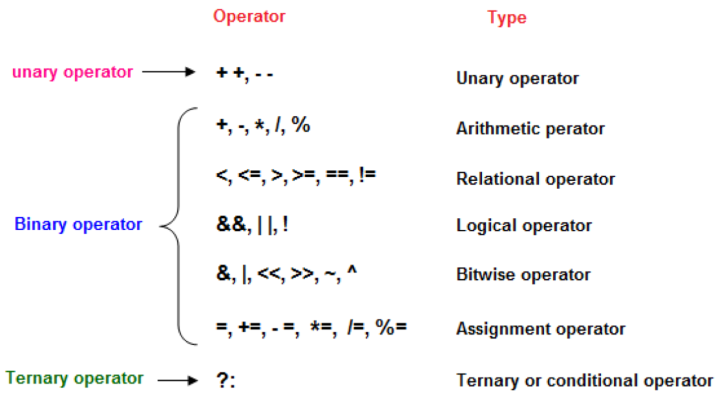 Operator Type
unary operator + +, - - Unary operator
+, -, *, /, % Arithmetic perator
<, <=, >, >=, ==, != Relational operator
Binary operator &&, | |, ! Logical operator
&, |, <<, >>, ~, ^ Bitwise operator
=, +=, - =, *=, /=, %= Assignment operator
Ternary operator ?: Ternary or conditional operator